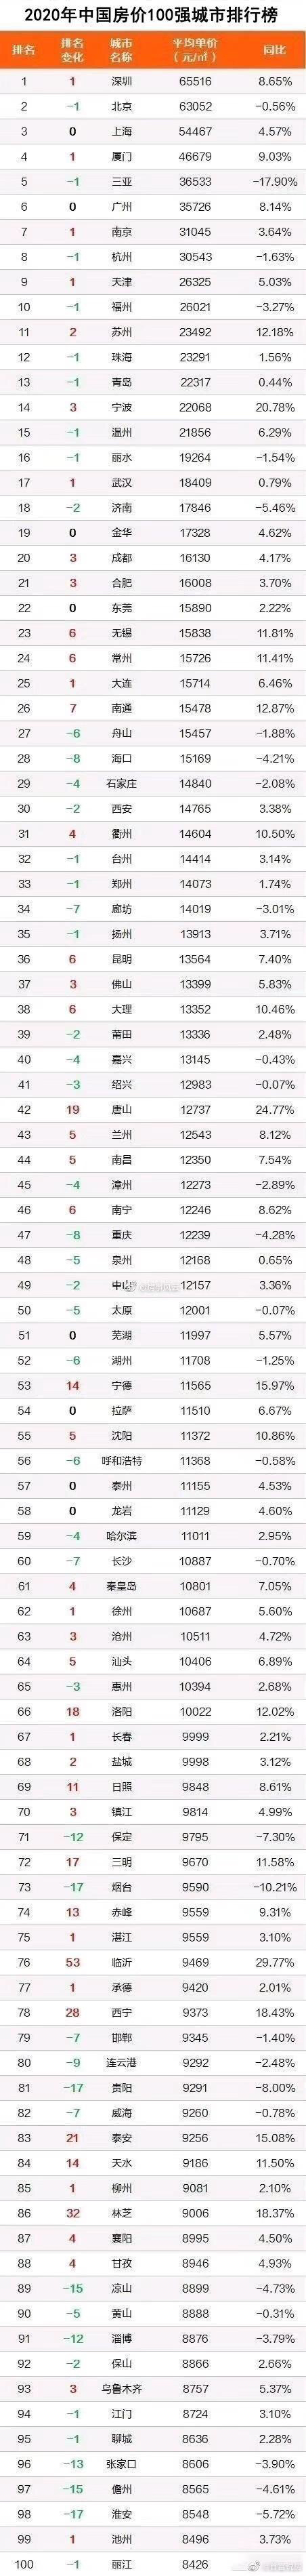 2020年中国房价100强城市排行榜
排名 排名变化 城市名称 平均单价（元/㎡） 同比
1 1 深圳 65516 8.65%
2 -1 北京 63052 -0.56%
3 0 上海 54467 4.57%
4 1 厦门 46679 9.03%
5 -1 三亚 36533 -17.90%
6 0 广州 35726 8.14%
7 1 南京 31045 3.64%
8 -1 杭州 30543 -1.63%
9 1 天津 26325 5.03%
10 -1 福州 26021 -3.27%
11 2 苏州 23492 12.18%
12 -1 珠海 23291 1.56%
13 -1 青岛 22317 0.44%
14 3 宁波 22068 20.78%
15 -1 温州 21856 6.29%
16 -1 丽水 19264 -1.54%
17 1 武汉 18409 0.79%
18 -2 济南 17846 -5.46%
19 0 金华 17328 4.62%
20 3 成都 16130 4.17%
21 3 合肥 16008 3.70%
22 0 东莞 15890 2.22%
23 6 无锡 15838 11.81%
24 6 常州 15726 11.41%
25 1 大连 15714 6.46%
26 7 南通 15478 12.87%
27 -6 舟山 15457 -1.88%
28 -8 海口 15169 -4.21%
29 -4 石家庄 14840 -2.08%
30 -2 西安 14765 3.38%
31 4 衢州 14604 10.50%
32 -1 台州 14414 3.14%
33 -1 郑州 14073 1.74%
34 -7 廊坊 14019 -3.01%
35 -1 扬州 13913 3.71%
36 6 昆明 13564 7.40%
37 3 佛山 13399 5.83%
38 6 大理 13352 10.46%
39 -2 莆田 13336 2.48%
40 -4 嘉兴 13145 -0.43%
41 -3 绍兴 12983 -0.07%
42 19 唐山 12737 24.77%
43 5 兰州 12543 8.12%
44 5 南昌 12350 7.54%
45 -4 漳州 12273 -2.89%
46 6 南宁 12246 8.62%
47 -8 重庆 12239 -4.28%
48 -5 泉州 12168 0.65%
49 -2 中山 12157 3.36%
50 -5 太原 12001 -0.07%
51 0 芜湖 11997 5.57%
52 -6 湖州 11708 -1.25%
53 14 宁德 11565 15.97%
54 0 拉萨 11510 6.67%
55 5 沈阳 11372 10.86%
56 -6 呼和浩特 11368 -0.58%
57 0 泰州 11155 4.53%
58 0 龙岩 11129 4.60%
59 -4 哈尔滨 11011 2.95%
60 -7 长沙 10887 -0.70%
61 4 秦皇岛 10801 7.05%
62 1 徐州 10687 5.60%
63 3 沧州 10511 4.72%
64 5 汕头 10406 6.89%
65 -3 惠州 10394 2.68%
66 18 洛阳 10022 12.02%
67 1 长春 9999 2.21%
68 2 盐城 9998 3.12%
69 11 日照 9848 8.61%
70 3 镇江 9814 4.99%
71 -12 保定 9795 -7.30%
72 17 三明 9670 11.58%
73 -17 烟台 9590 -10.21%
74 13 赤峰 9559 9.31%
75 1 湛江 9559 3.10%
76 53 临沂 9469 29.77%
77 1 承德 9420 2.01%
78 28 西宁 9373 18.43%
79 -7 邯郸 9345 -1.40%
80 -9 连云港 9292 -2.48%
81 -17 贵阳 9291 -8.00%
82 -7 威海 9260 -0.78%
83 21 泰安 9256 15.08%
84 14 天水 9186 11.50%
85 1 柳州 9081 2.10%
86 32 林芝 9006 18.37%
87 4 襄阳 8995 4.50%
88 4 甘孜 8946 4.93%
89 -15 凉山 8899 -4.73%
90 -5 黄山 8888 -0.31%
91 -12 淄博 8876 -3.79%
92 -2 保山 8866 2.66%
93 3 乌鲁木齐 8757 5.37%
94 -1 江门 8724 3.10%
95 -1 聊城 8636 2.28%
96 -13 张家口 8606 -3.90%
97 -15 儋州 8565 -4.61%
98 -17 淮安 8548 -5.72%
99 1 池州 8496 3.73%
100 -1 丽江 8426